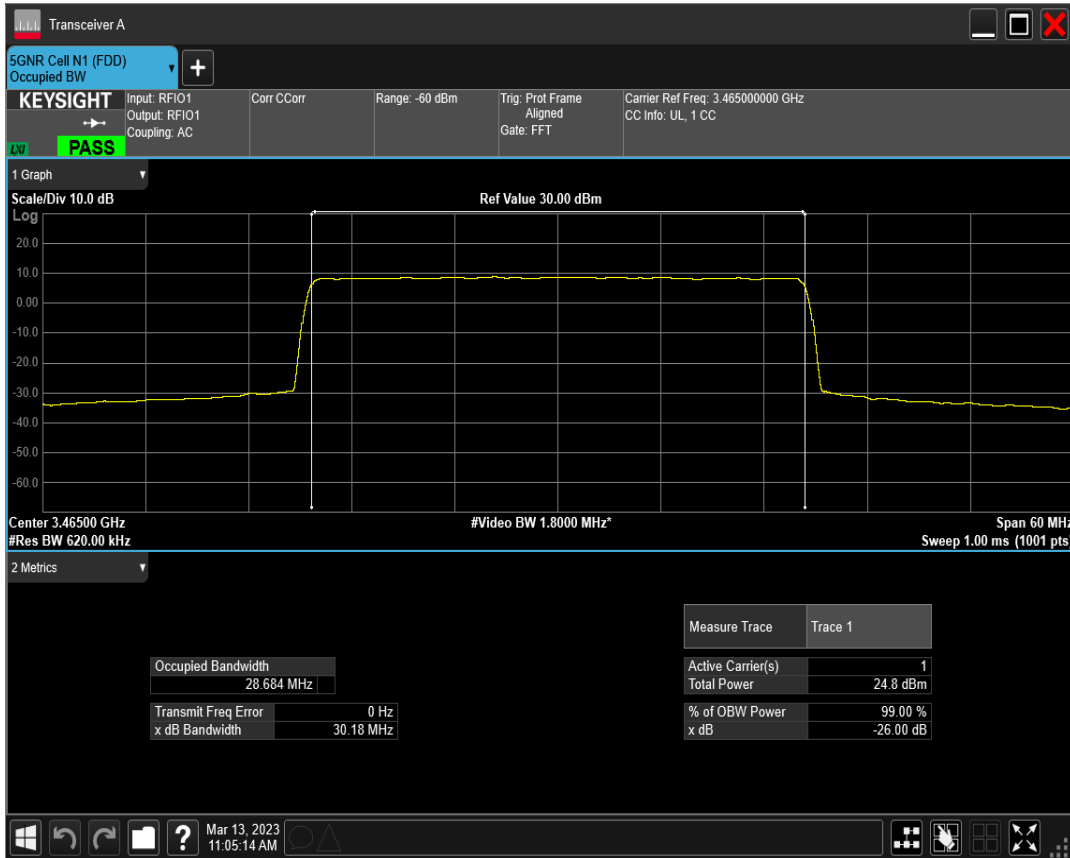 Transceiver A
5GNR Cell N1 (FDD)
Occupied BW
+
KEYSIGHT
LXI
PASS
Input: RFIO1
Output: RFIO1
Coupling: AC
Corr CCorr
Range: -60 dBm
Trig: Prot Frame
Aligned
Gate: FFT
Carrier Ref Freq: 3.465000000 GHz
CC Info: UL, 1 CC
1 Graph
Scale/Div 10.0 dB
Ref Value 30.00 dBm
Log
20.0
10.0
0.00
-10.0
-20.0
-30.0
-40.0
-50.0
-60.0
Center 3.46500 GHz
#Video BW 1.8000 MHz*
Span 60 MHz
#Res BW 620.00 kHz
Sweep 1.00 ms (1001 pts)
2 Metrics
Measure Trace Trace 1
Occupied Bandwidth
28.684 MHz
Active Carrier(s) 1
Total Power 24.8 dBm
Transmit Freq Error 0 Hz
x dB Bandwidth 30.18 MHz
% of OBW Power 99.00 %
x dB -26.00 dB
?
Mar 13, 2023
11:05:14 AM